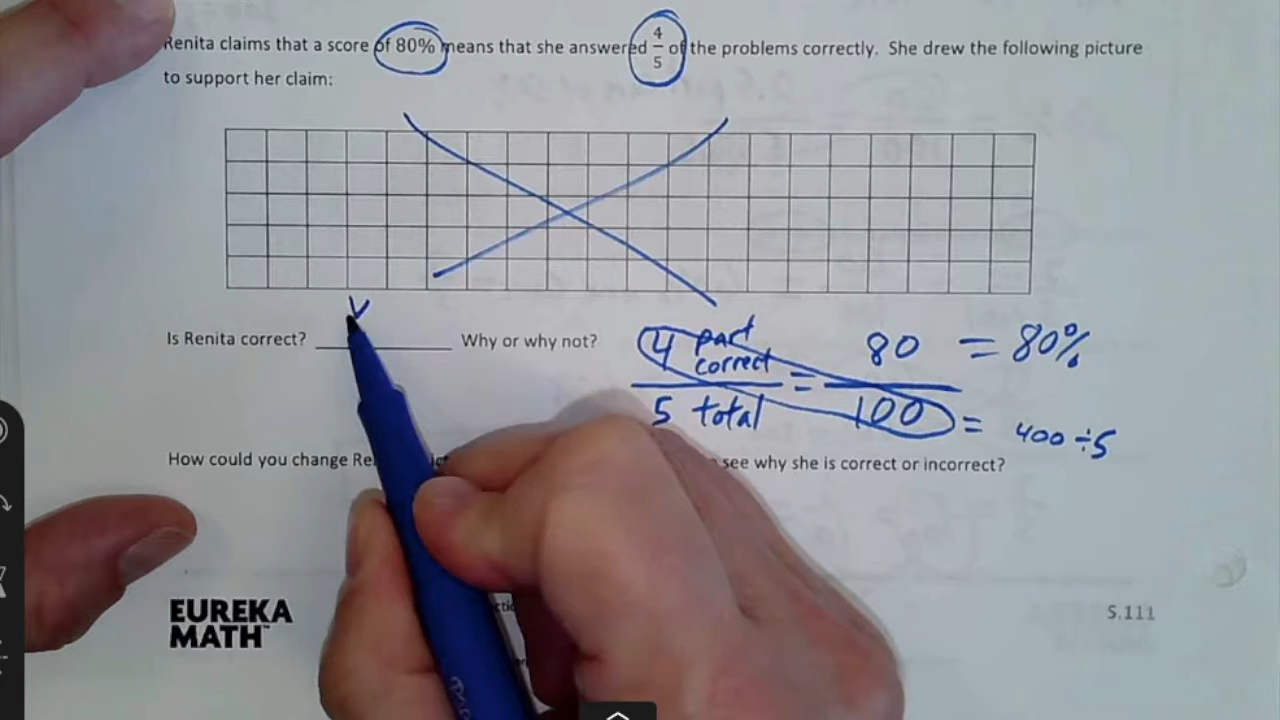 Renita claims that a score of 80% means that she answered 4/5 of the problems correctly. She drew the following picture
to support her claim:
Is Renita correct? Why or why not?
4 part correct / 5 total = 80 / 100 = 80%
= 400 ÷ 5
How could you change see why she is correct or incorrect?
EUREKA
MATH™
S.111